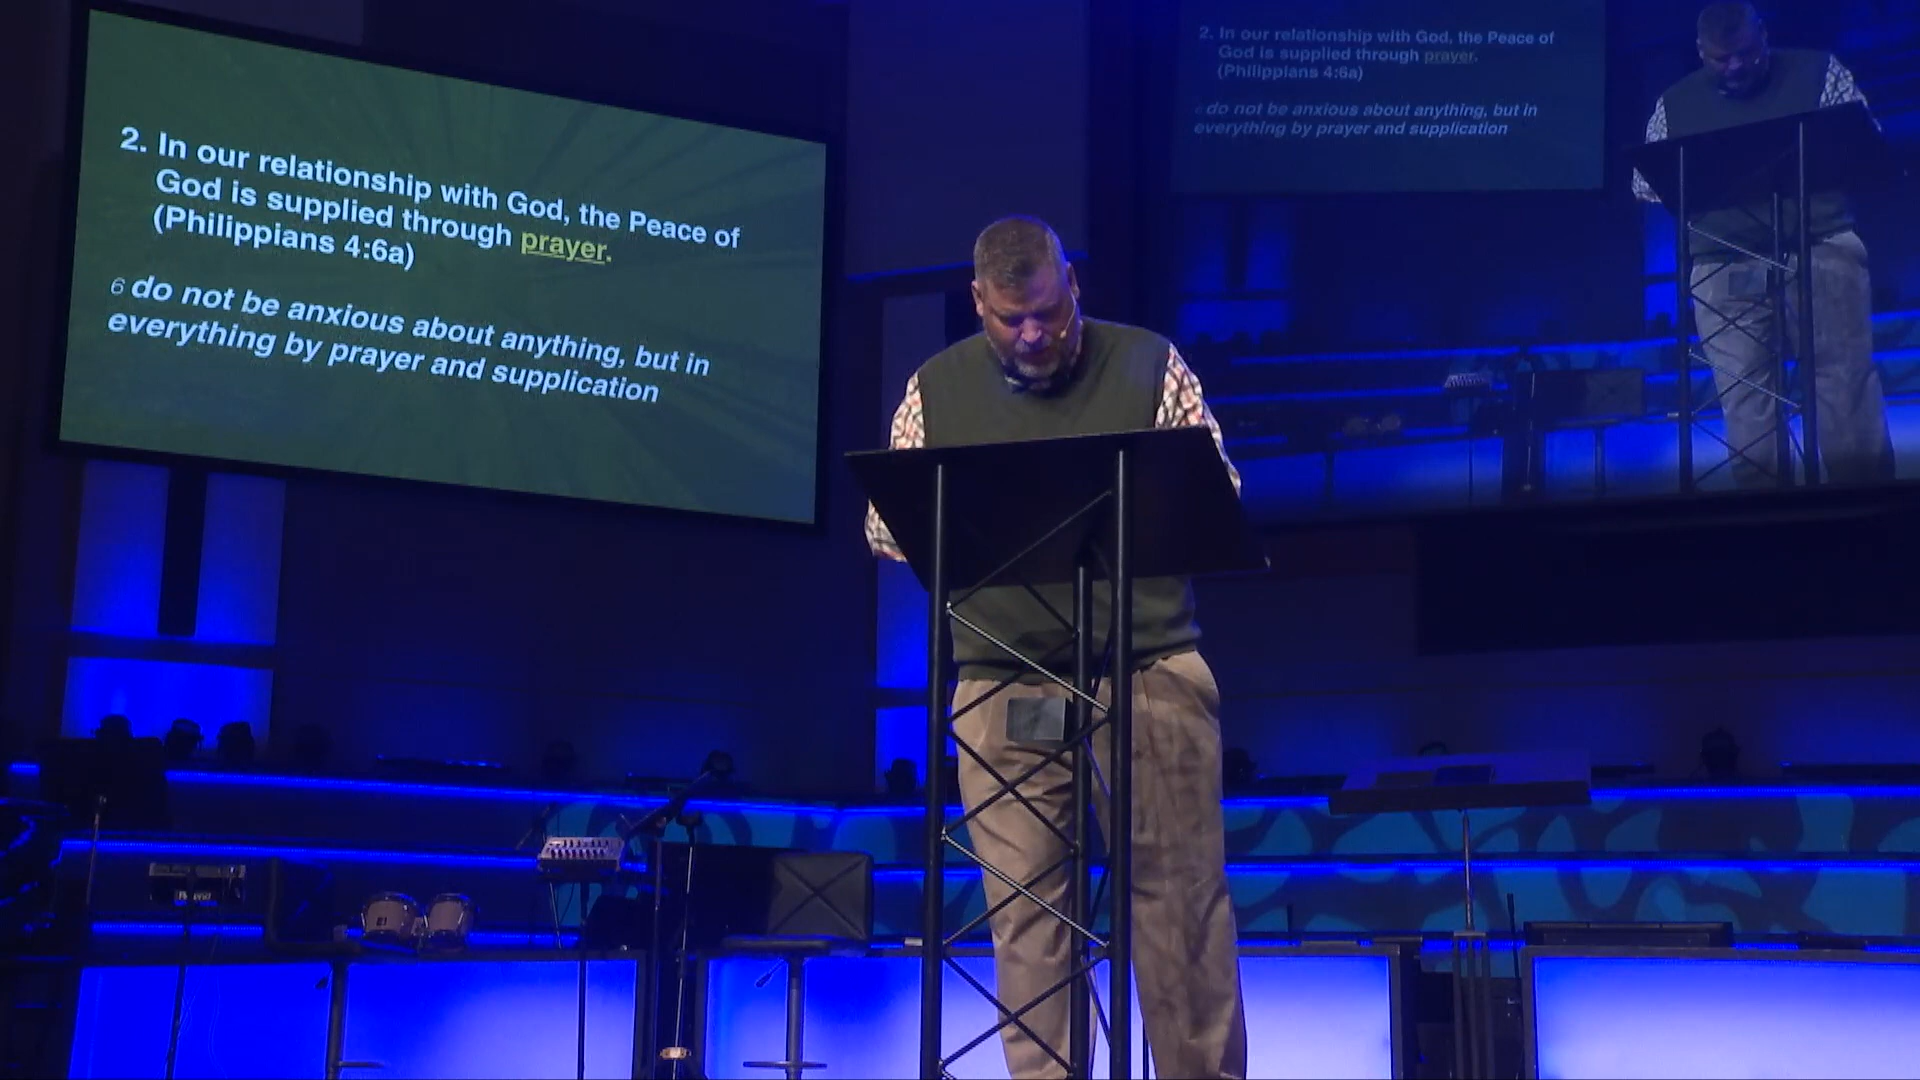 2. In our relationship with God, the Peace of
God is supplied through prayer.
(Philippians 4:6a)
6 do not be anxious about anything, but in
everything by prayer and supplication
2. In our relationship with God, the Peace of
God is supplied through prayer.
(Philippians 4:6a)
do not be anxious about anything, but in
everything by prayer and supplication